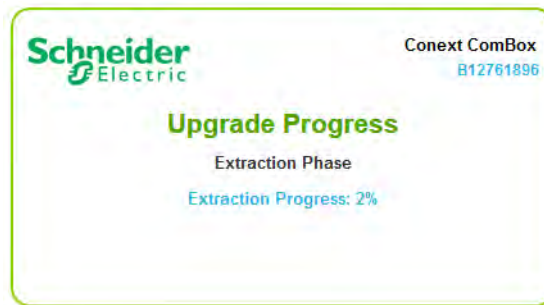 Schneider
Electric
Conext ComBox
B12761896
Upgrade Progress
Extraction Phase
Extraction Progress: 2%